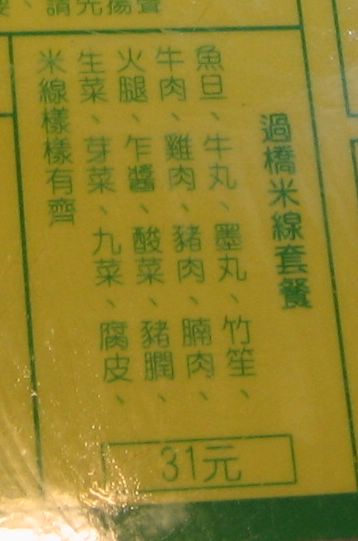 請先揚聲
過橋米線套餐
魚旦、牛丸、墨丸、竹笙、
牛肉、雞肉、豬肉、腩肉、
火腿、乍醬、酸菜、豬膶、
生菜、芽菜、九菜、腐皮、
米線樣樣有齊
31元